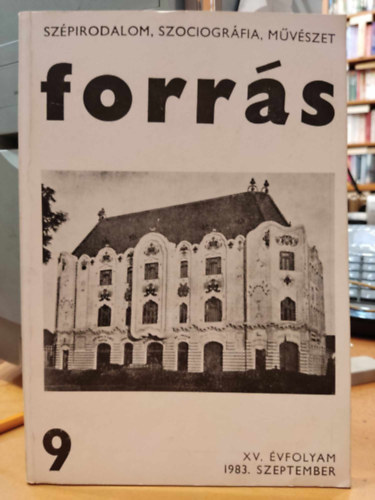 SZÉPIRODALOM, SZOCIOGRÁFIA, MŰVÉSZET
forrás
9
XV. ÉVFOLYAM
1983. SZEPTEMBER